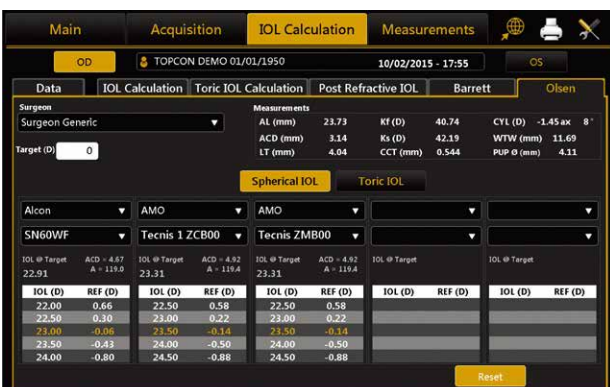 Main Acquisition IOL Calculation Measurements
OD TOPCON DEMO 01/01/1950 10/02/2015 - 17:55 OS
Data IOL Calculation Toric IOL Calculation Post Refractive IOL Barrett Olsen
Surgeon Measurements
Surgeon Generic AL (mm) 23.73 Kf (D) 40.74 CYL (D) -1.45 ax 8°
ACD (mm) 3.14 Ks (D) 42.19 WTW (mm) 11.69
Target (D) 0 LT (mm) 4.04 CCT (mm) 0.544 PUP Ø (mm) 4.11
Spherical IOL Toric IOL
Alcon AMO AMO
SN60WF Tecnis 1 ZCB00 Tecnis ZMB00
IOL @ Target ACD = 4.67 IOL @ Target ACD = 4.92 IOL @ Target ACD = 4.92 IOL @ Target IOL @ Target
22.91 A = 119.0 23.31 A = 119.4 23.31 A = 119.4
IOL (D) REF (D) IOL (D) REF (D) IOL (D) REF (D) IOL (D) REF (D) IOL (D) REF (D)
22.00 0.66 22.50 0.58 22.50 0.58
22.50 0.30 23.00 0.22 23.00 0.22
23.00 -0.06 23.50 -0.14 23.50 -0.14
23.50 -0.43 24.00 -0.50 24.00 -0.50
24.00 -0.80 24.50 -0.88 24.50 -0.88
Reset